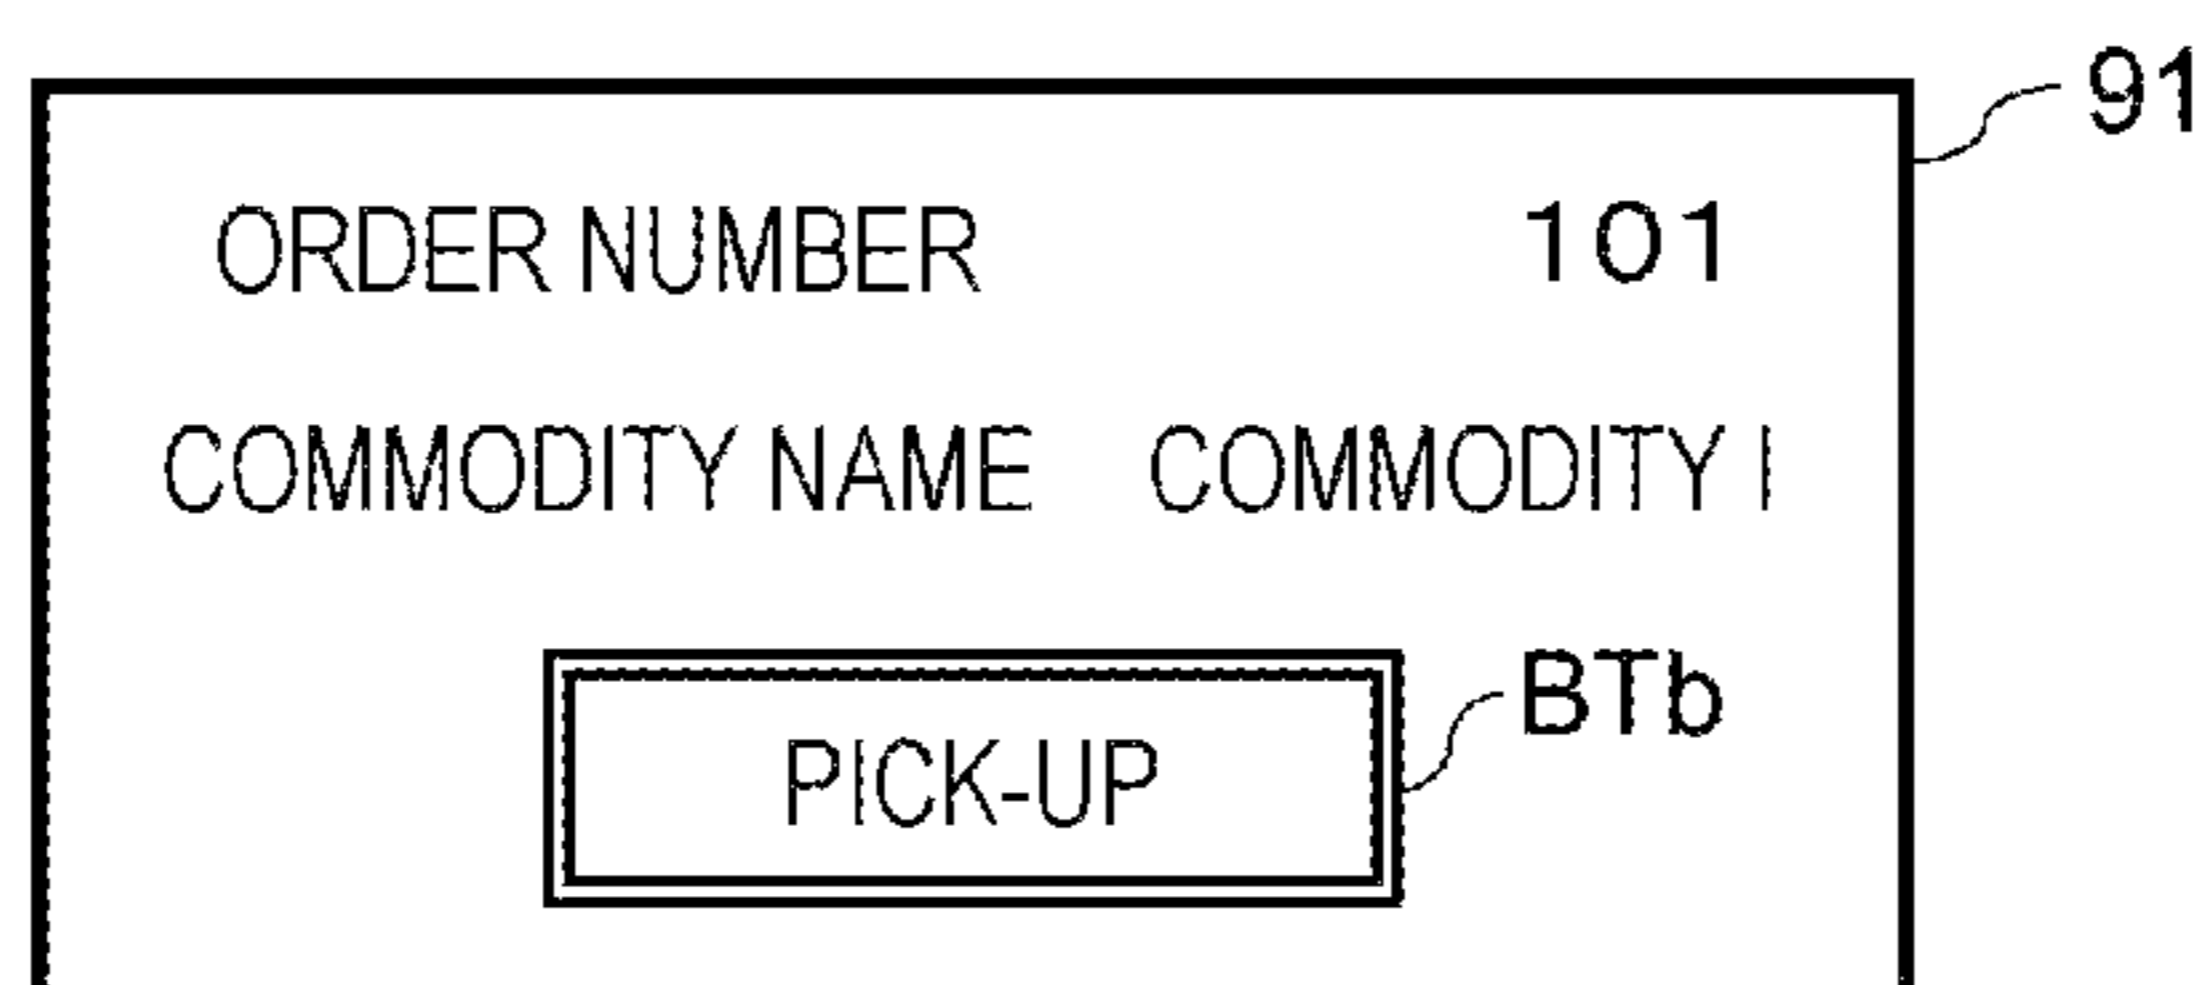 91
ORDER NUMBER 101
COMMODITY NAME COMMODITY I
BTb
PICK-UP